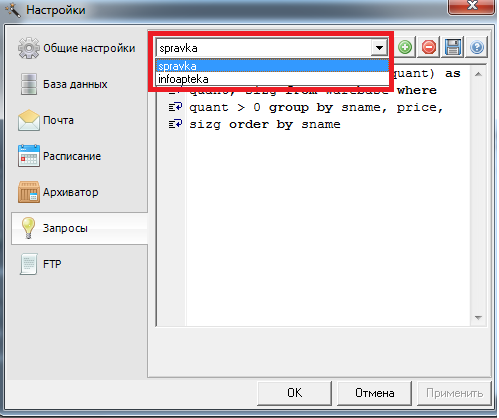 Настройки
Общие настройки
База данных
Почта
Расписание
Архиватор
Запросы
FTP
spravka
spravka
infoapteka
quant) as
quant, sizg from warebase where
quant > 0 group by sname, price,
sizg order by sname
OK
Отмена
Применить